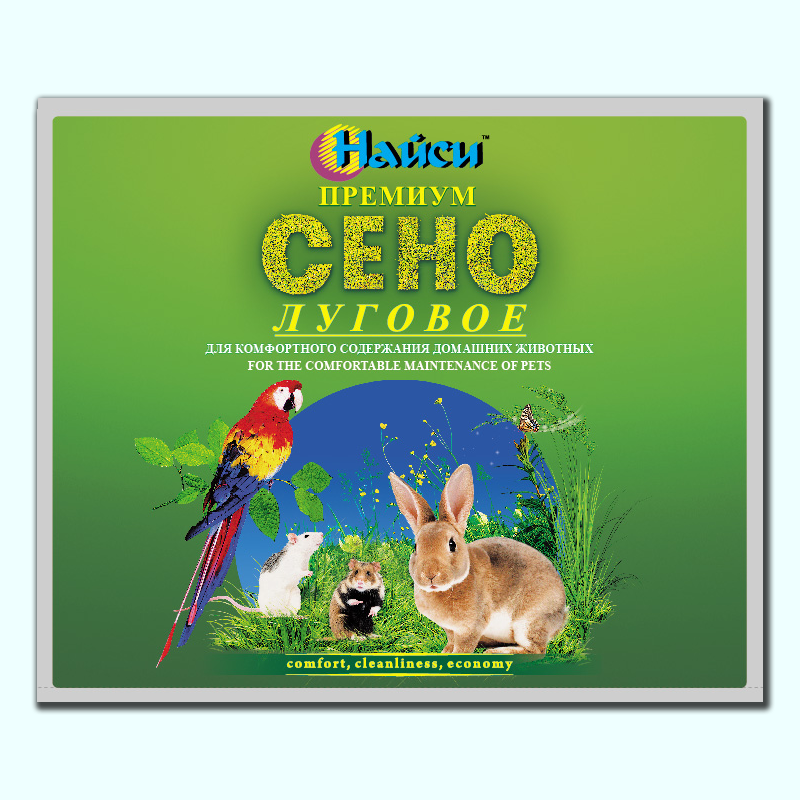 Найси™
ПРЕМИУМ
СЕНО
ЛУГОВОЕ
ДЛЯ КОМФОРТНОГО СОДЕРЖАНИЯ ДОМАШНИХ ЖИВОТНЫХ
FOR THE COMFORTABLE MAINTENANCE OF PETS
comfort, cleanliness, economy